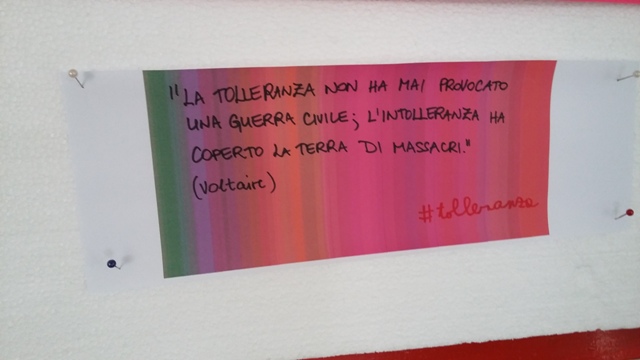 "LA TOLLERANZA NON HA MAI PROVOCATO
UNA GUERRA CIVILE; L'INTOLLERANZA HA
COPERTO LA TERRA DI MASSACRI."
(Voltaire)
#tolleranza